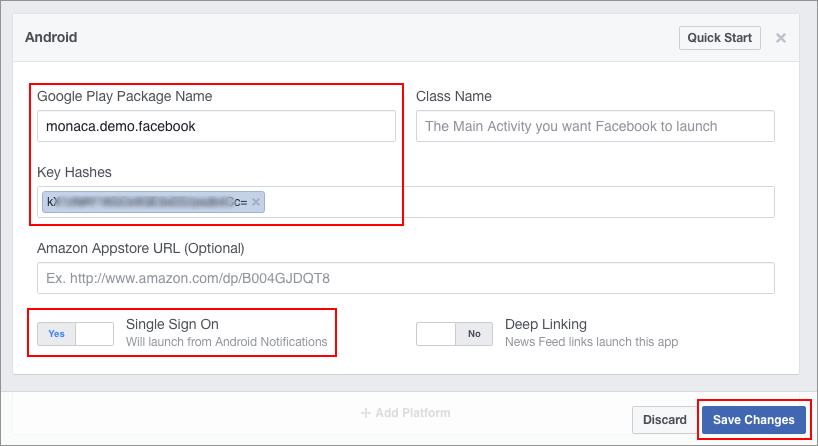 Android
Quick Start
Google Play Package Name
Class Name
monaca.demo.facebook
The Main Activity you want Facebook to launch
Key Hashes
Amazon Appstore URL (Optional)
Ex. http://www.amazon.com/dp/B004GJDQT8
Yes
Single Sign On
Will launch from Android Notifications
No
Deep Linking
News Feed links launch this app
+ Add Platform
Discard
Save Changes